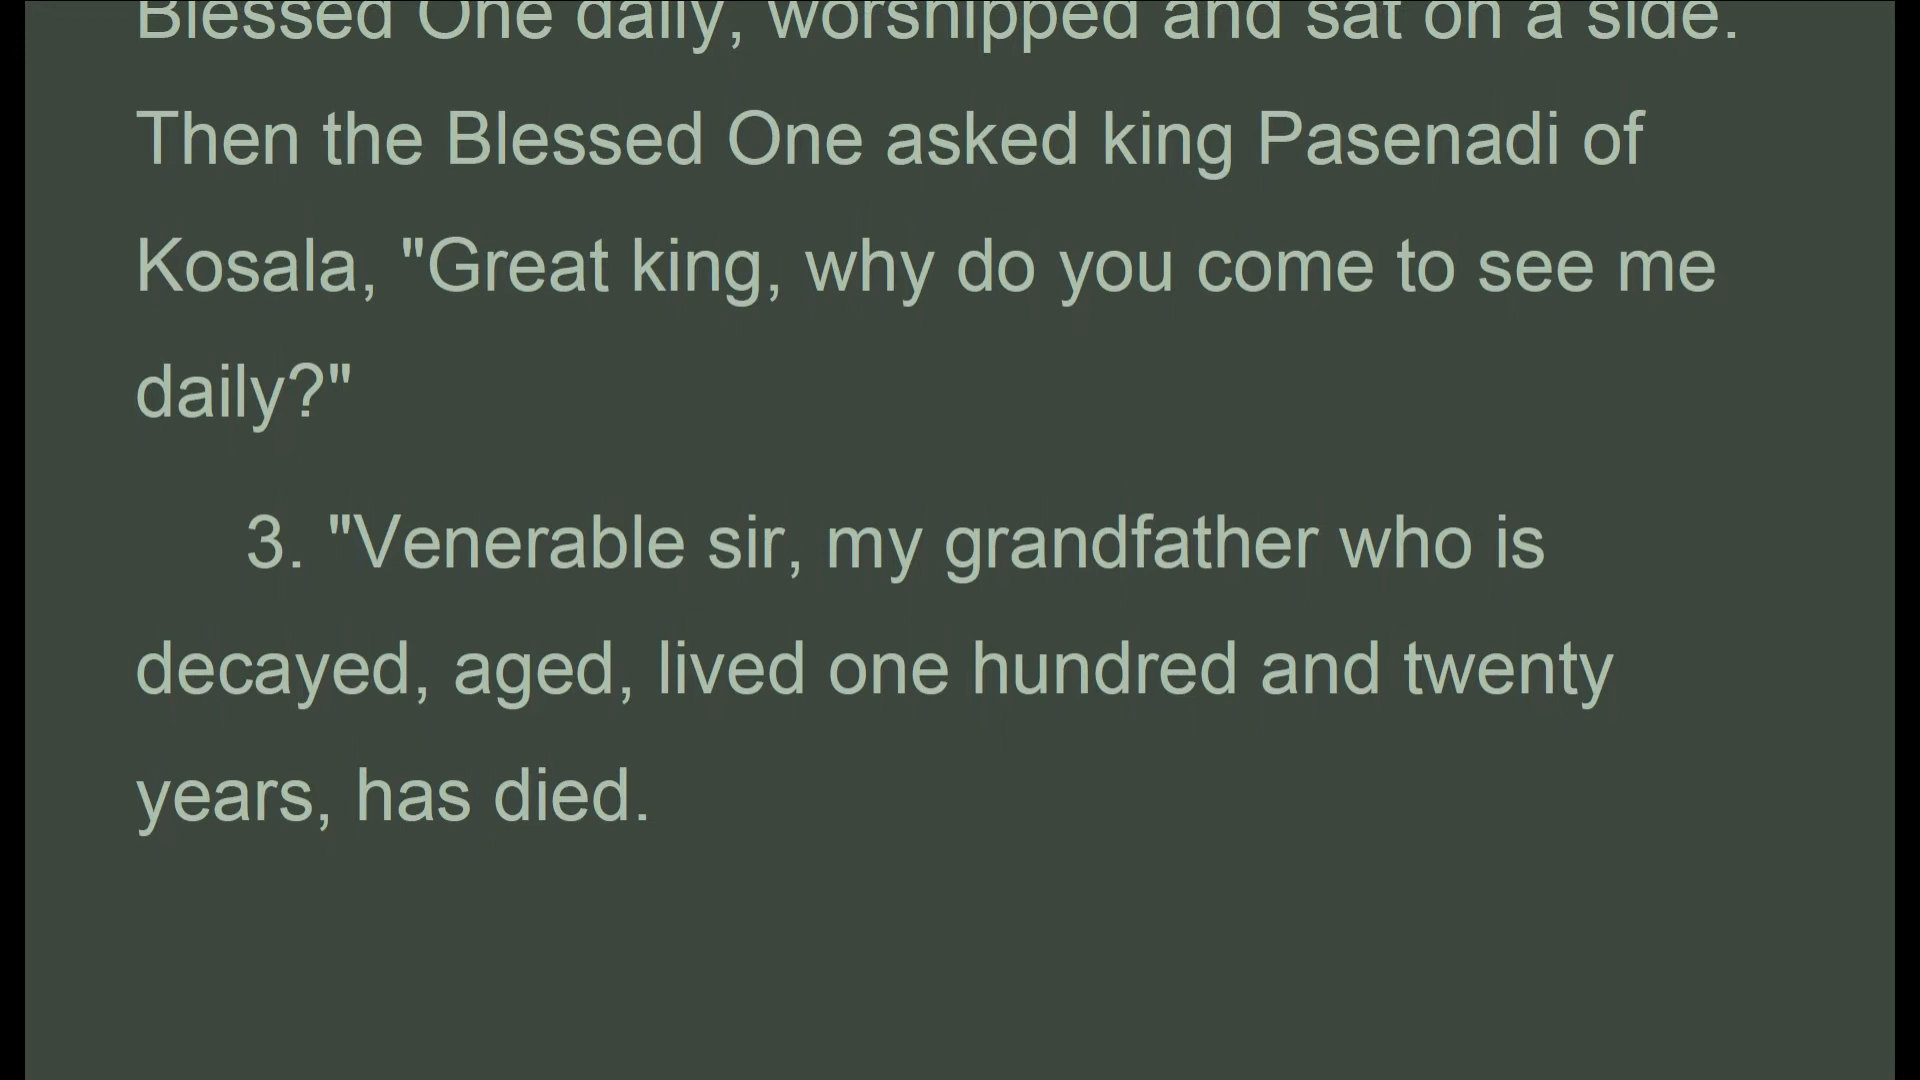 Blessed One daily, worshipped and sat on a side.
Then the Blessed One asked king Pasenadi of
Kosala, "Great king, why do you come to see me
daily?"
3. "Venerable sir, my grandfather who is
decayed, aged, lived one hundred and twenty
years, has died.